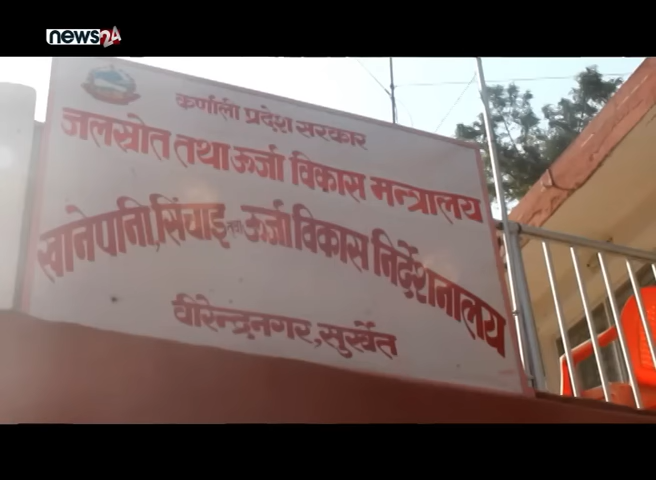 news24
कर्णाली प्रदेश सरकार
जलस्रोत तथा ऊर्जा विकास मन्त्रालय
खानेपानी, सिंचाइ तथा ऊर्जा विकास निर्देशनालय
वीरेन्द्रनगर, सुर्खेत